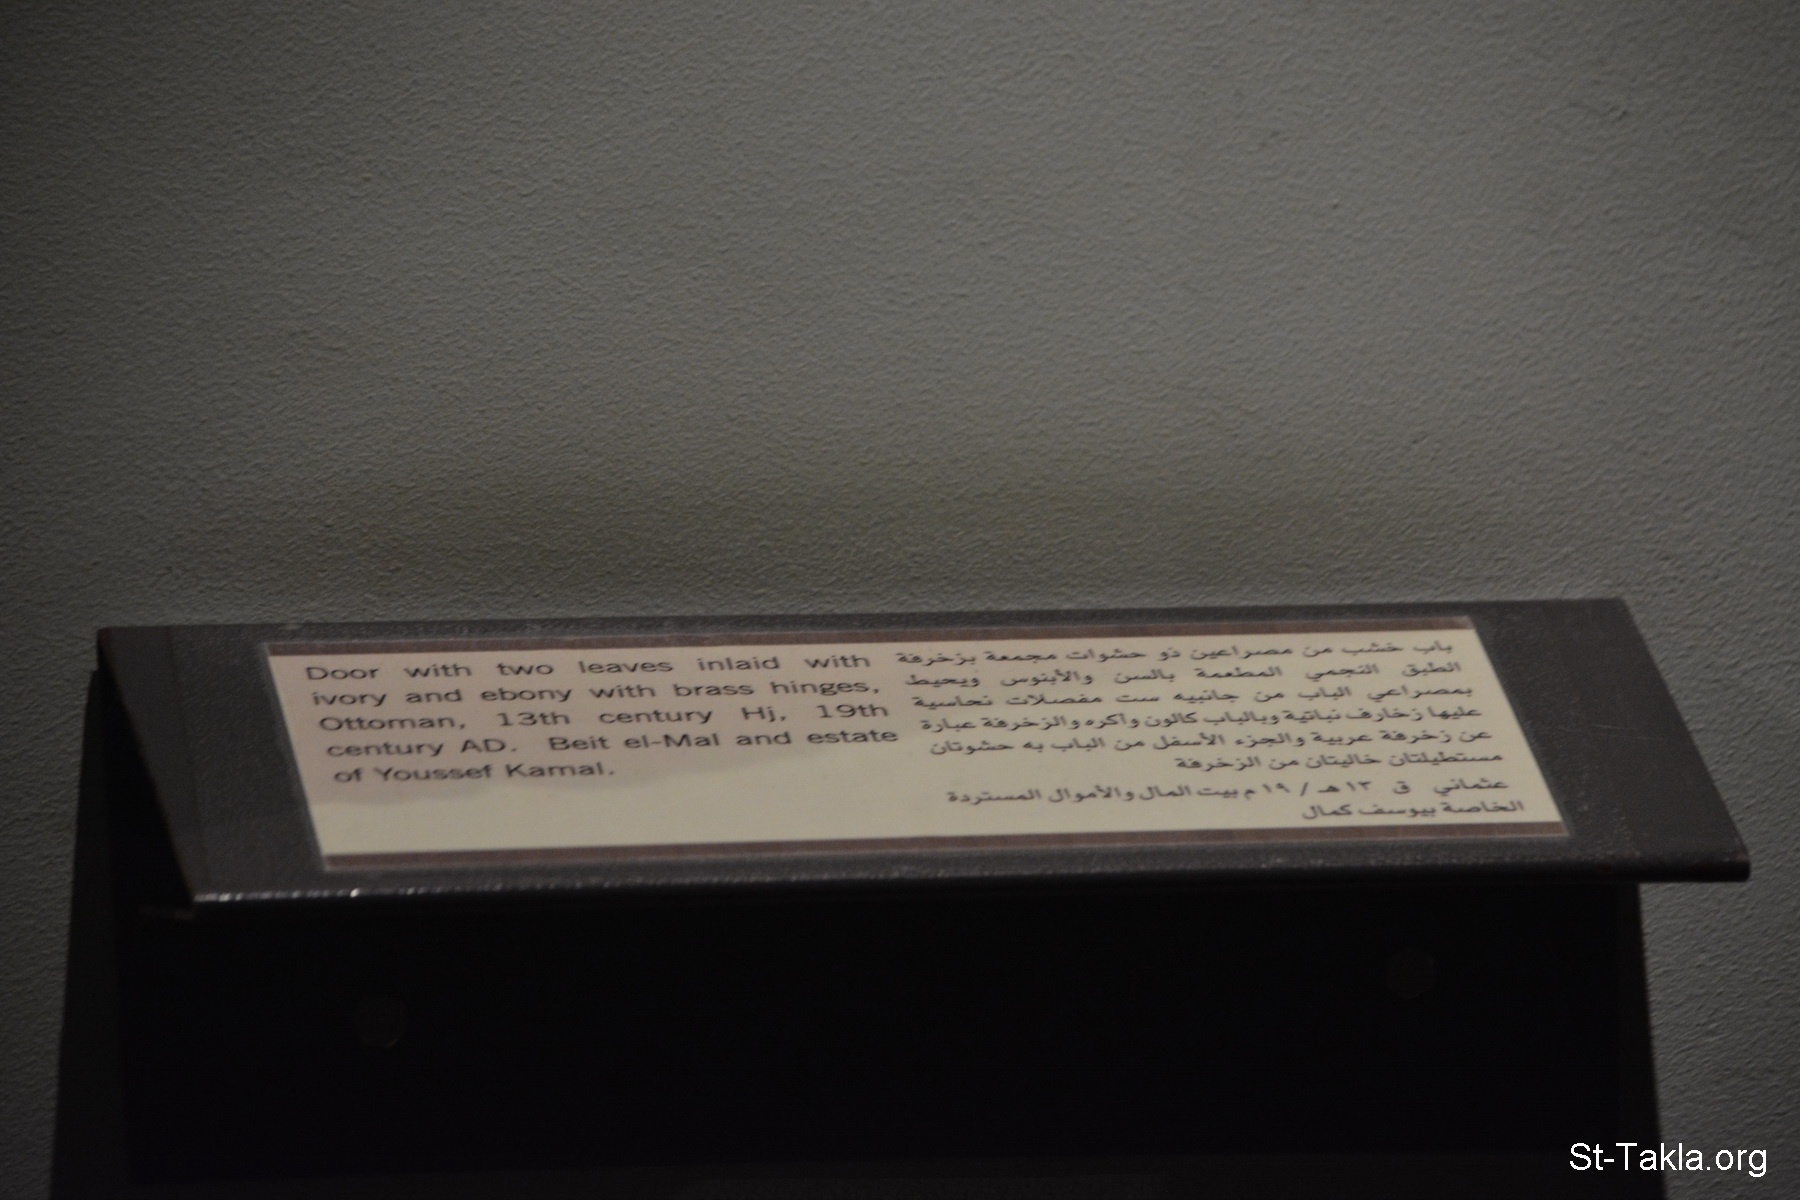 Door with two leaves inlaid with
ivory and ebony with brass hinges,
Ottoman, 13th century Hj, 19th
century AD. Beit el-Mal and estate
of Youssef Kamal.
باب خشب من مصراعين ذو حشوات مجمعة بزخرفة
الطبق النجمي المطعمة بالسن والأبنوس ويحيط
بمصراعي الباب من جانبيه ست مفصلات نحاسية
عليها زخارف نباتية وبالباب كالون وآكره والزخرفة عبارة
عن زخرفة عربية والجزء الأسفل من الباب به حشوتان
مستطيلتان خاليتان من الزخرفة
عثماني ق ١٣ هـ / ١٩ م بيت المال والأموال المستردة
الخاصة بيوسف كمال
St-Takla.org